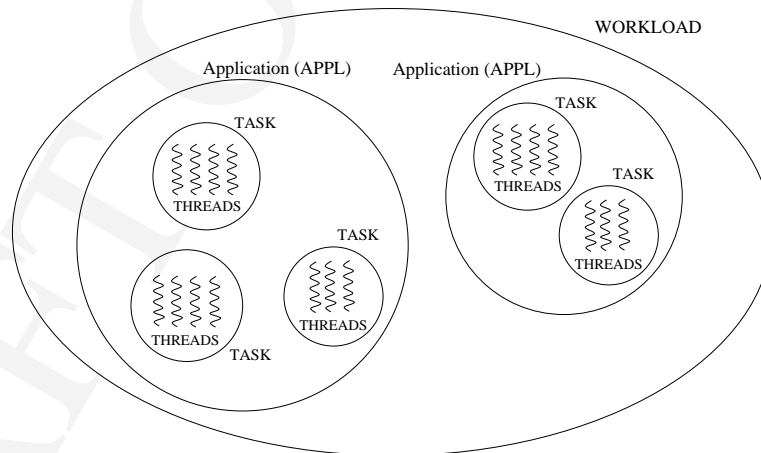 WORKLOAD
Application (APPL)
Application (APPL)
TASK
THREADS
TASK
THREADS
TASK
THREADS
TASK
THREADS
TASK
THREADS